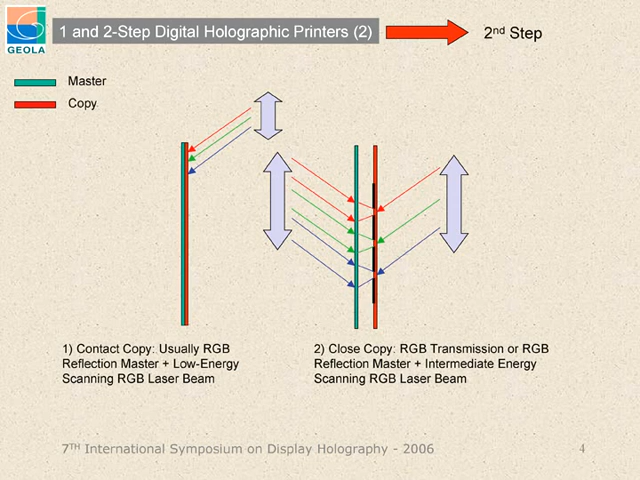 GEOLA
1 and 2-Step Digital Holographic Printers (2)
2nd Step
Master
Copy
1) Contact Copy: Usually RGB
Reflection Master + Low-Energy
Scanning RGB Laser Beam
2) Close Copy: RGB Transmission or RGB
Reflection Master + Intermediate Energy
Scanning RGB Laser Beam
7TH International Symposium on Display Holography - 2006
4